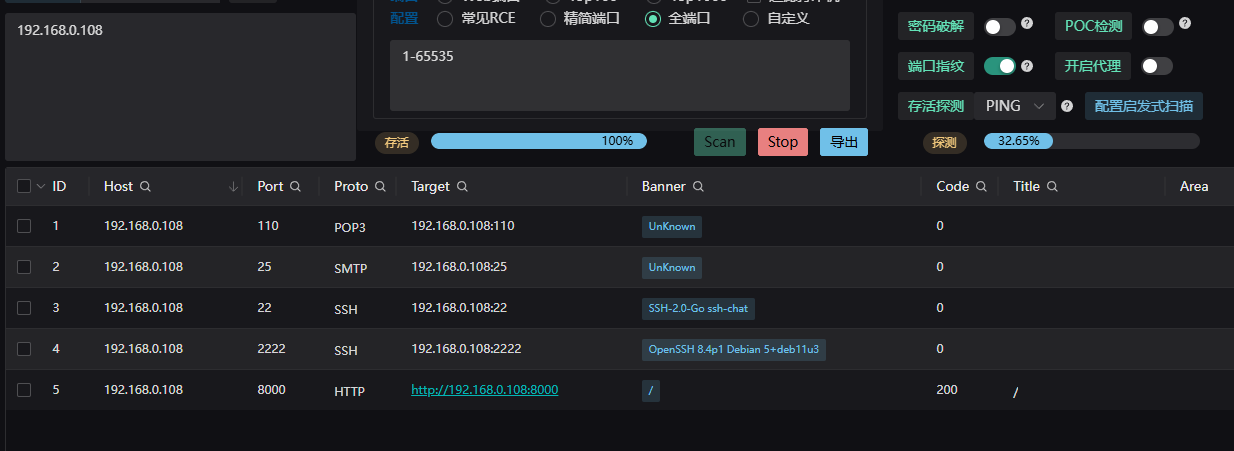 192.168.0.108
配置 常见RCE 精简端口 全端口 自定义
1-65535
密码破解 POC检测
端口指纹 开启代理
存活探测 PING 配置启发式扫描
存活 100% Scan Stop 导出 探测 32.65%
ID Host Port Proto Target Banner Code Title Area
1 192.168.0.108 110 POP3 192.168.0.108:110 UnKnown 0
2 192.168.0.108 25 SMTP 192.168.0.108:25 UnKnown 0
3 192.168.0.108 22 SSH 192.168.0.108:22 SSH-2.0-Go ssh-chat 0
4 192.168.0.108 2222 SSH 192.168.0.108:2222 OpenSSH 8.4p1 Debian 5+deb11u3 0
5 192.168.0.108 8000 HTTP http://192.168.0.108:8000 / 200 /